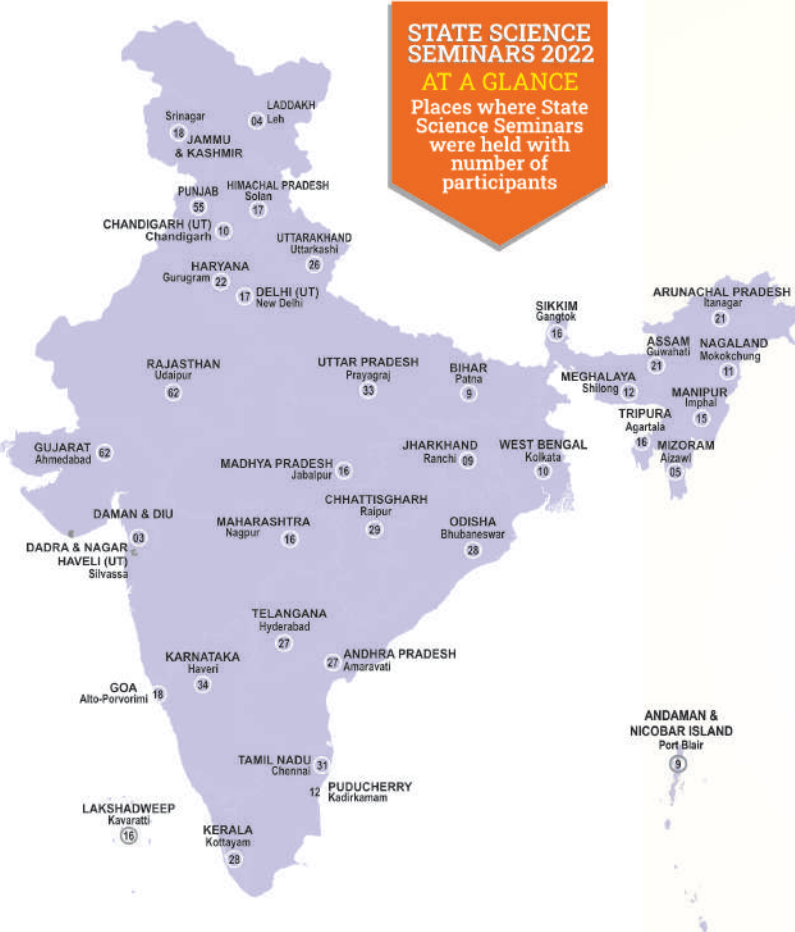 STATE SCIENCE
SEMINARS 2022
AT A GLANCE
Places where State
Science Seminars
were held with
number of
participants
LADDAKH
04 Leh
Srinagar
18 JAMMU
& KASHMIR
PUNJAB
55
HIMACHAL PRADESH
Solan
17
CHANDIGARH (UT)
Chandigarh
10
UTTARAKHAND
Uttarkashi
26
HARYANA
Gurugram 22
17 DELHI (UT)
New Delhi
SIKKIM
Gangtok
16
ARUNACHAL PRADESH
Itanagar
21
ASSAM
Guwahati
21
NAGALAND
Mokokchung
11
RAJASTHAN
Udaipur
62
UTTAR PRADESH
Prayagraj
33
BIHAR
Patna
9
MEGHALAYA
Shilong 12
MANIPUR
Imphal
15
TRIPURA
Agartala
16
MIZORAM
Aizawl
05
GUJARAT
Ahmedabad 62
MADHYA PRADESH
Jabalpur 16
JHARKHAND
Ranchi 09
WEST BENGAL
Kolkata
10
CHHATTISGHARH
Raipur
29
DAMAN & DIU
03
DADRA & NAGAR
HAVELI (UT)
Silvassa
MAHARASHTRA
Nagpur
16
ODISHA
Bhubaneswar
28
TELANGANA
Hyderabad
27
27 ANDHRA PRADESH
Amaravati
KARNATAKA
Haveri
34
GOA
Alto-Porvorimi 18
ANDAMAN &
NICOBAR ISLAND
Port Blair
9
TAMIL NADU
Chennai 31
12 PUDUCHERRY
Kadirkamam
LAKSHADWEEP
Kavaratti
16
KERALA
Kottayam
28